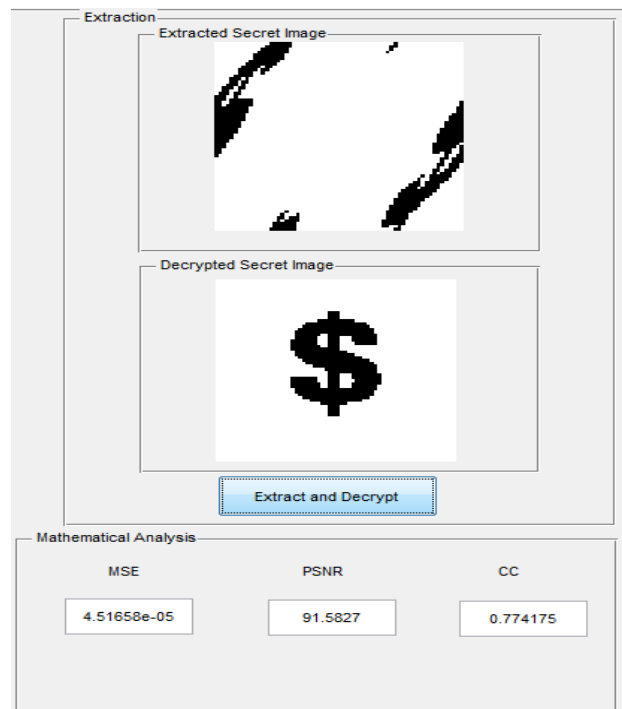 Extraction
Extracted Secret Image
Decrypted Secret Image
$
Extract and Decrypt
Mathematical Analysis
MSE PSNR CC
4.51658e-05 91.5827 0.774175